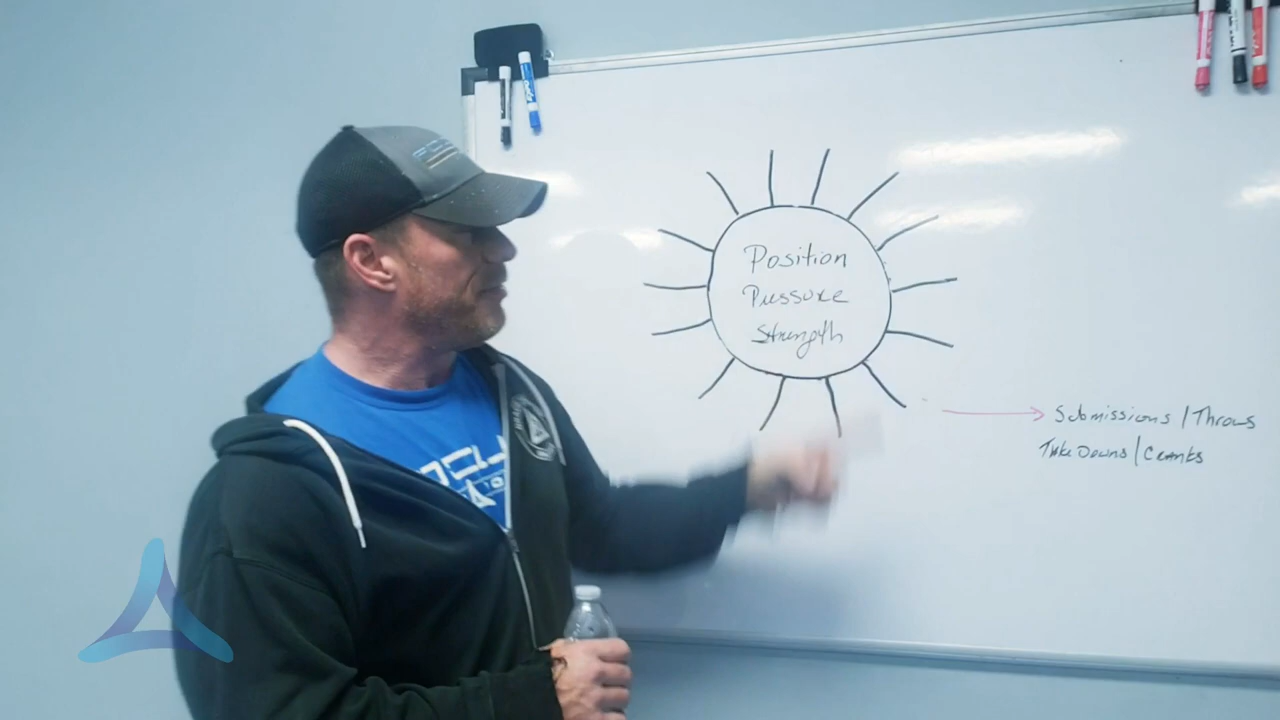 Position
Pressure
Strength
Submissions / Throws
Take Downs / Cranks